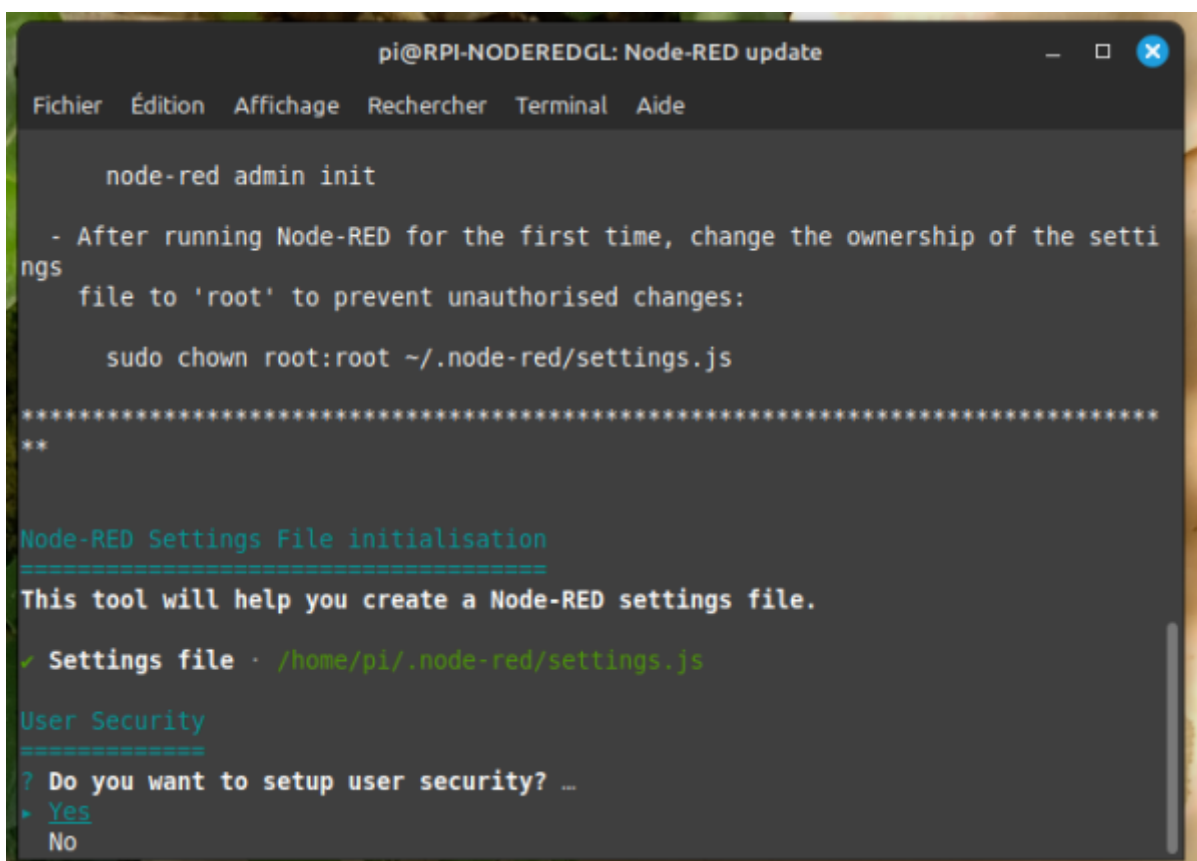 pi@RPI-NODEREDGL: Node-RED update
Fichier Édition Affichage Rechercher Terminal Aide
node-red admin init
- After running Node-RED for the first time, change the ownership of the setti
ngs
file to 'root' to prevent unauthorised changes:
sudo chown root:root ~/.node-red/settings.js
********************************************************************************
**
Node-RED Settings File initialisation
=====================================
This tool will help you create a Node-RED settings file.
✔ Settings file · /home/pi/.node-red/settings.js
User Security
=============
? Do you want to setup user security? …
▸ Yes
No